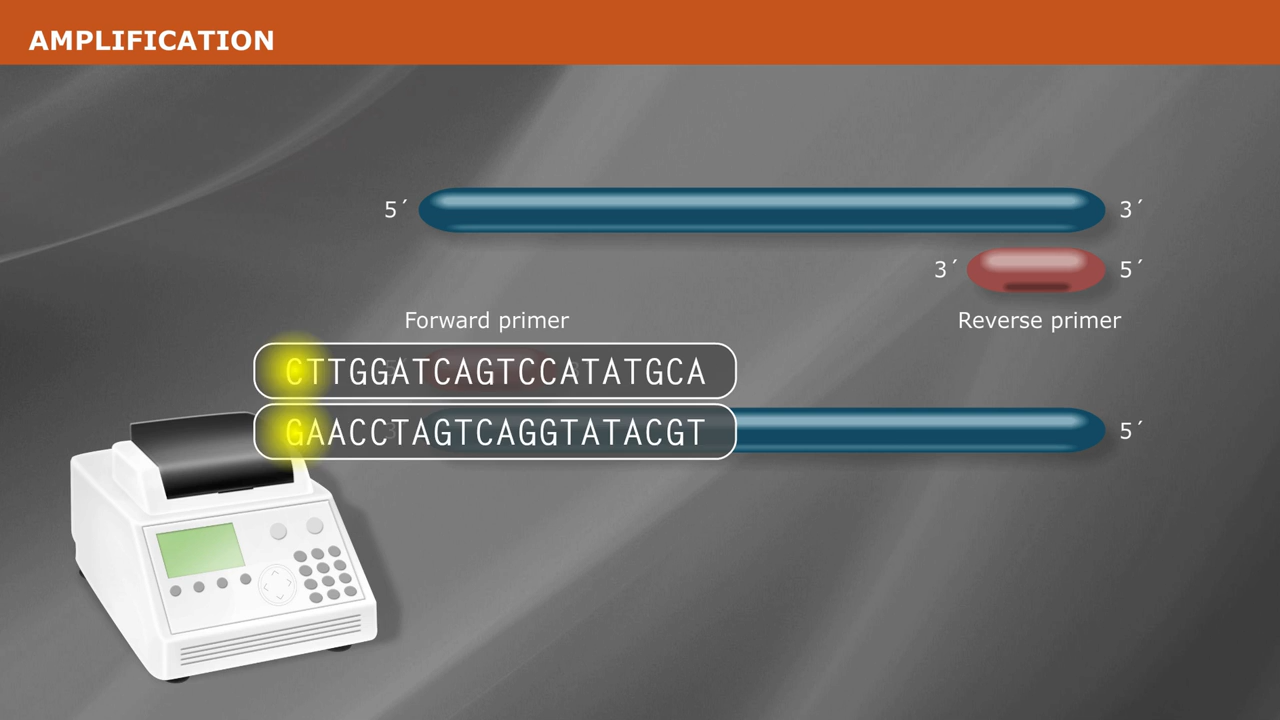 AMPLIFICATION
5´ 3´
3´ 5´
Forward primer Reverse primer
CTTGGATCAGTCCATATGCA
GAACCTAGTCAGGTATACGT 5´